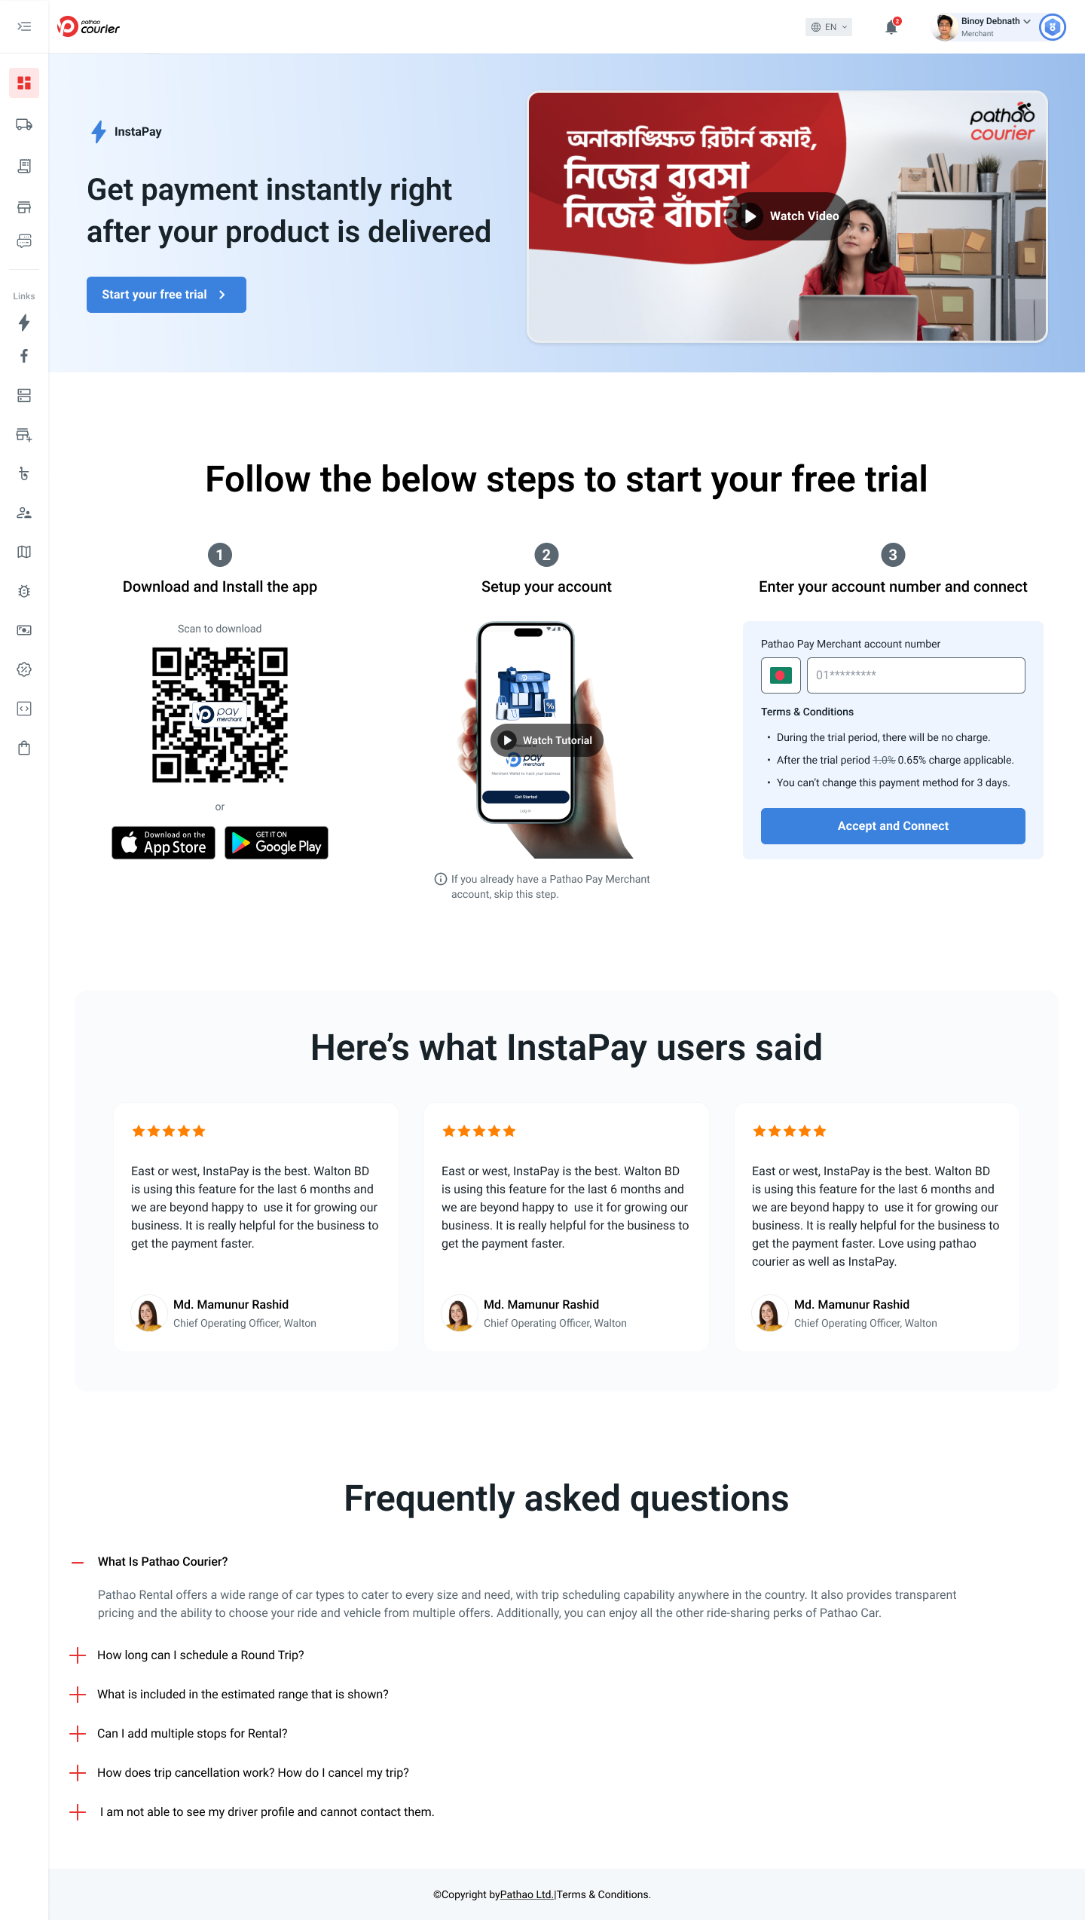 pathao
courier
EN
2
Binoy Debnath
Merchant
8
InstaPay
Get payment instantly right
after your product is delivered
Start your free trial
অনাকাঙ্ক্ষিত রিটার্ন কমাই,
নিজের ব্যবসা
নিজেই বাঁচাই
pathao
courier
Watch Video
Links
Follow the below steps to start your free trial
1
Download and Install the app
Scan to download
pay
merchant
or
Download on the
App Store
GET IT ON
Google Play
2
Setup your account
Watch Tutorial
pay
merchant
Merchant Wallet to track your business
Get Started
Log In
If you already have a Pathao Pay Merchant
account, skip this step.
3
Enter your account number and connect
Pathao Pay Merchant account number
01*********
Terms & Conditions
• During the trial period, there will be no charge.
• After the trial period 1.0% 0.65% charge applicable.
• You can't change this payment method for 3 days.
Accept and Connect
Here’s what InstaPay users said
East or west, InstaPay is the best. Walton BD
is using this feature for the last 6 months and
we are beyond happy to  use it for growing our
business. It is really helpful for the business to
get the payment faster.
Md. Mamunur Rashid
Chief Operating Officer, Walton
East or west, InstaPay is the best. Walton BD
is using this feature for the last 6 months and
we are beyond happy to  use it for growing our
business. It is really helpful for the business to
get the payment faster.
Md. Mamunur Rashid
Chief Operating Officer, Walton
East or west, InstaPay is the best. Walton BD
is using this feature for the last 6 months and
we are beyond happy to  use it for growing our
business. It is really helpful for the business to
get the payment faster. Love using pathao
courier as well as InstaPay.
Md. Mamunur Rashid
Chief Operating Officer, Walton
Frequently asked questions
What Is Pathao Courier?
Pathao Rental offers a wide range of car types to cater to every size and need, with trip scheduling capability anywhere in the country. It also provides transparent
pricing and the ability to choose your ride and vehicle from multiple offers. Additionally, you can enjoy all the other ride-sharing perks of Pathao Car.
How long can I schedule a Round Trip?
What is included in the estimated range that is shown?
Can I add multiple stops for Rental?
How does trip cancellation work? How do I cancel my trip?
I am not able to see my driver profile and cannot contact them.
©Copyright byPathao Ltd.|Terms & Conditions.